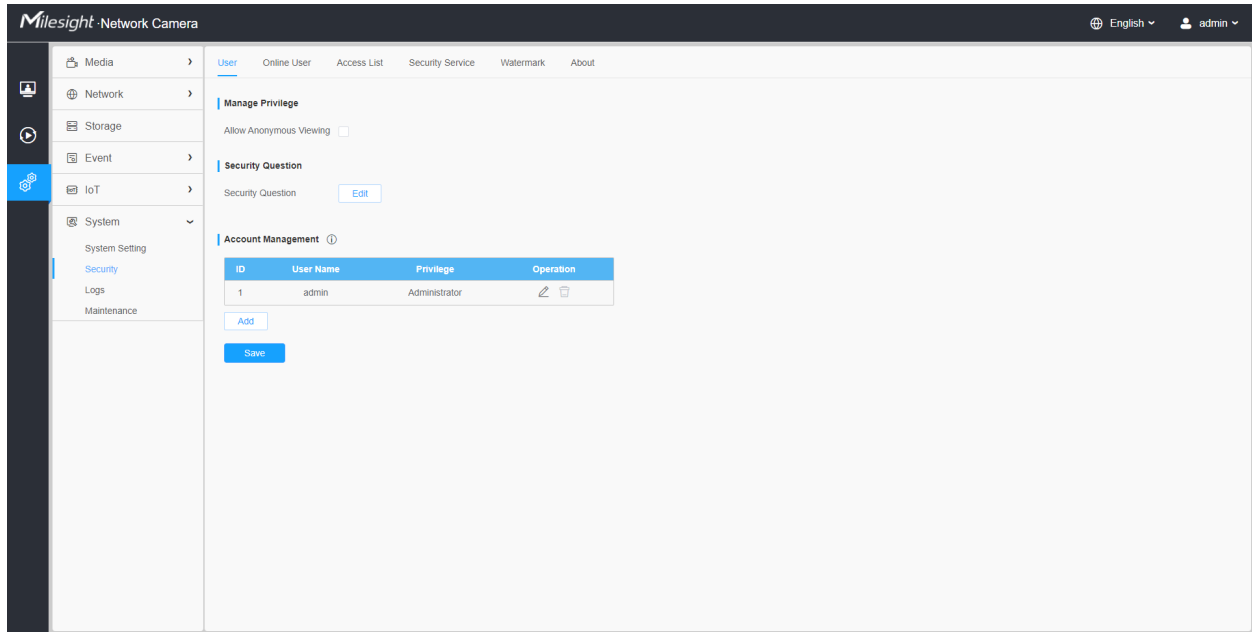 Milesight · Network Camera
English
admin
Media
Network
Storage
Event
IoT
System
System Setting
Security
Logs
Maintenance
User Online User Access List Security Service Watermark About
Manage Privilege
Allow Anonymous Viewing
Security Question
Security Question Edit
Account Management
ID User Name Privilege Operation
1 admin Administrator
Add
Save